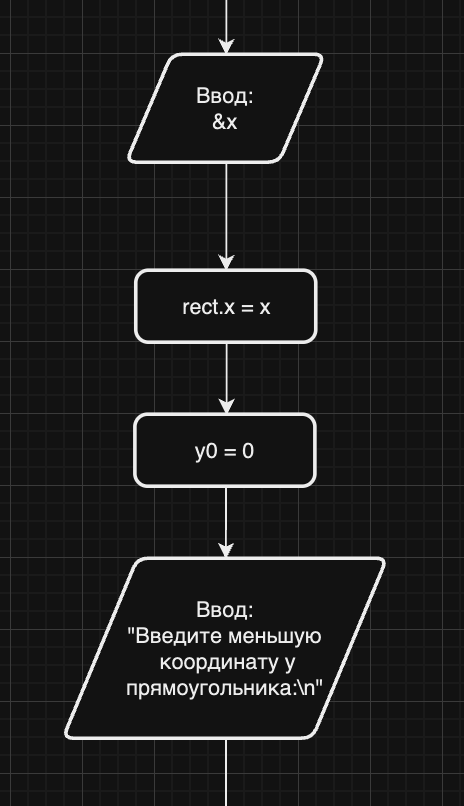 Ввод:
&x
rect.x = x
y0 = 0
Ввод:
"Введите меньшую
координату у
прямоугольника:\n"